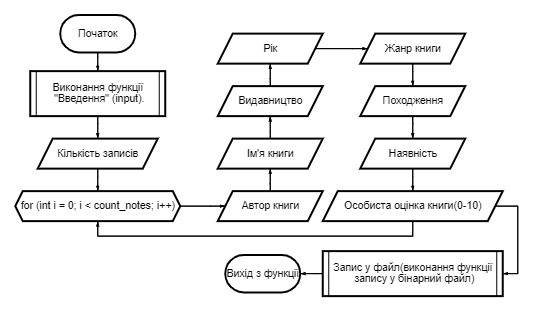 Початок
Виконання функції
"Введення" (input).
Кількість записів
for (int i = 0; i < count_notes; i++)
Автор книги
Ім'я книги
Видавництво
Рік
Жанр книги
Походження
Наявність
Особиста оцінка книги(0-10)
Запис у файл(виконання функції
запису у бінарний файл)
Вихід з функції